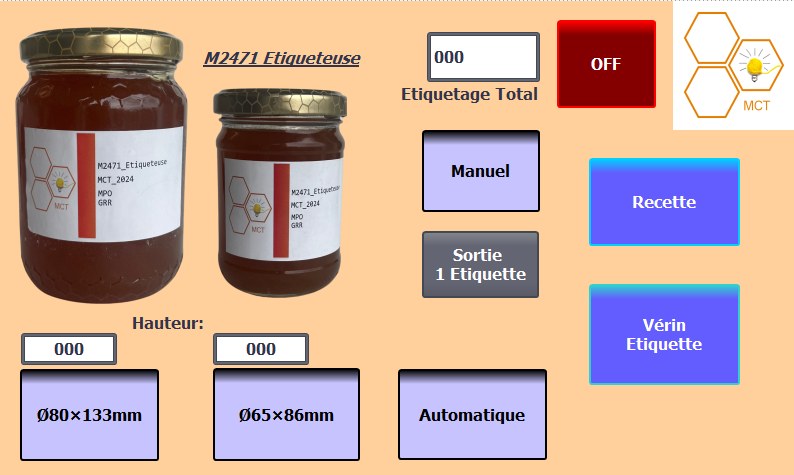 M2471 Etiqueteuse
000
Etiquetage Total
OFF
MCT
M2471_Etiqueteuse
MCT_2024
MPO
GRR
MCT
M2471_Etiqueteuse
MCT_2024
MPO
GRR
MCT
Manuel
Recette
Sortie
1 Etiquette
Vérin
Etiquette
Hauteur:
000
000
Ø80×133mm
Ø65×86mm
Automatique